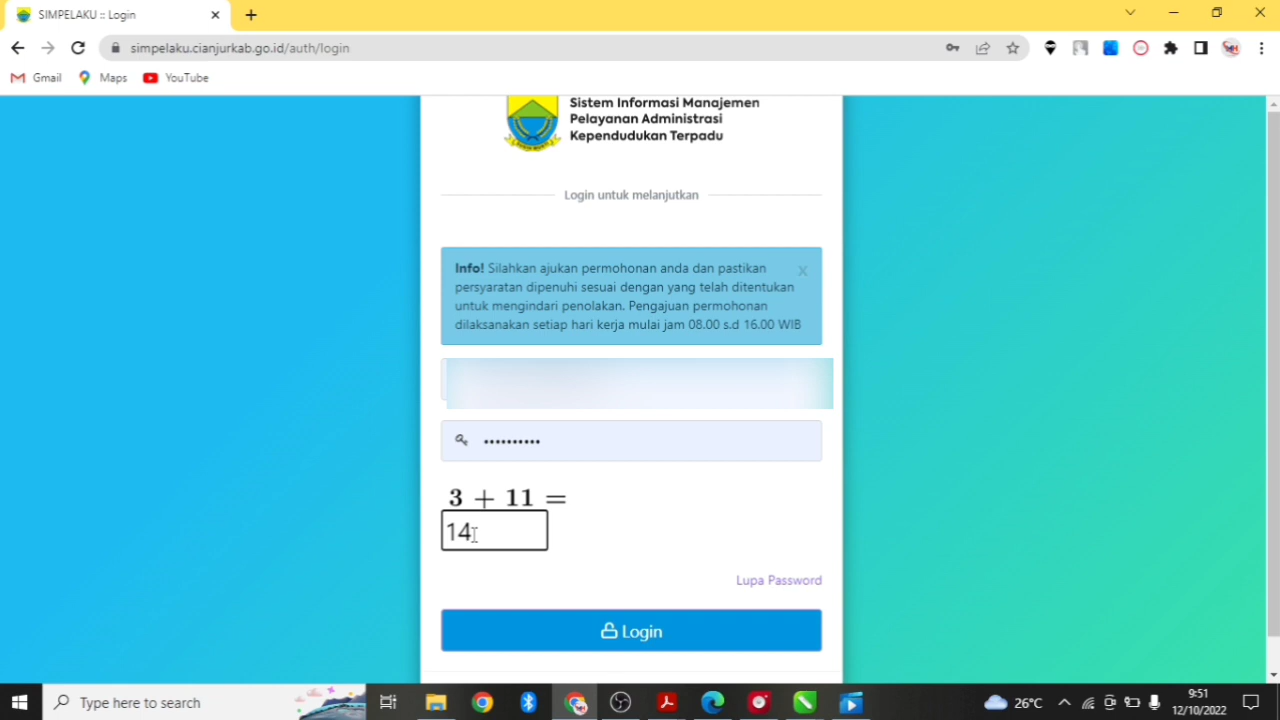 SIMPELAKU :: Login
simpelaku.cianjurkab.go.id/auth/login
Gmail Maps YouTube
Sistem Informasi Manajemen
Pelayanan Administrasi
Kependudukan Terpadu
Login untuk melanjutkan
Info! Silahkan ajukan permohonan anda dan pastikan
persyaratan dipenuhi sesuai dengan yang telah ditentukan
untuk mengindari penolakan. Pengajuan permohonan
dilaksanakan setiap hari kerja mulai jam 08.00 s.d 16.00 WIB
x
••••••••••
3 + 11 =
14
Lupa Password
Login
Type here to search
26°C
9:51
12/10/2022